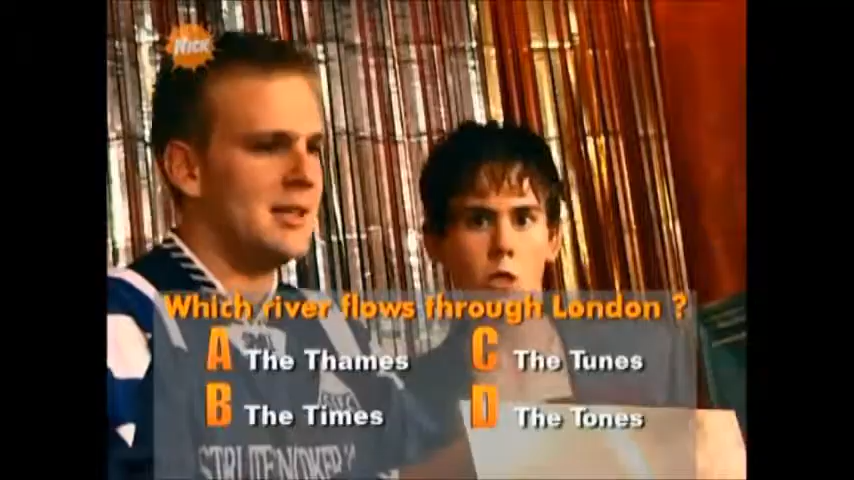 NICK
Which river flows through London ?
A The Thames
B The Times
C The Tunes
D The Tones